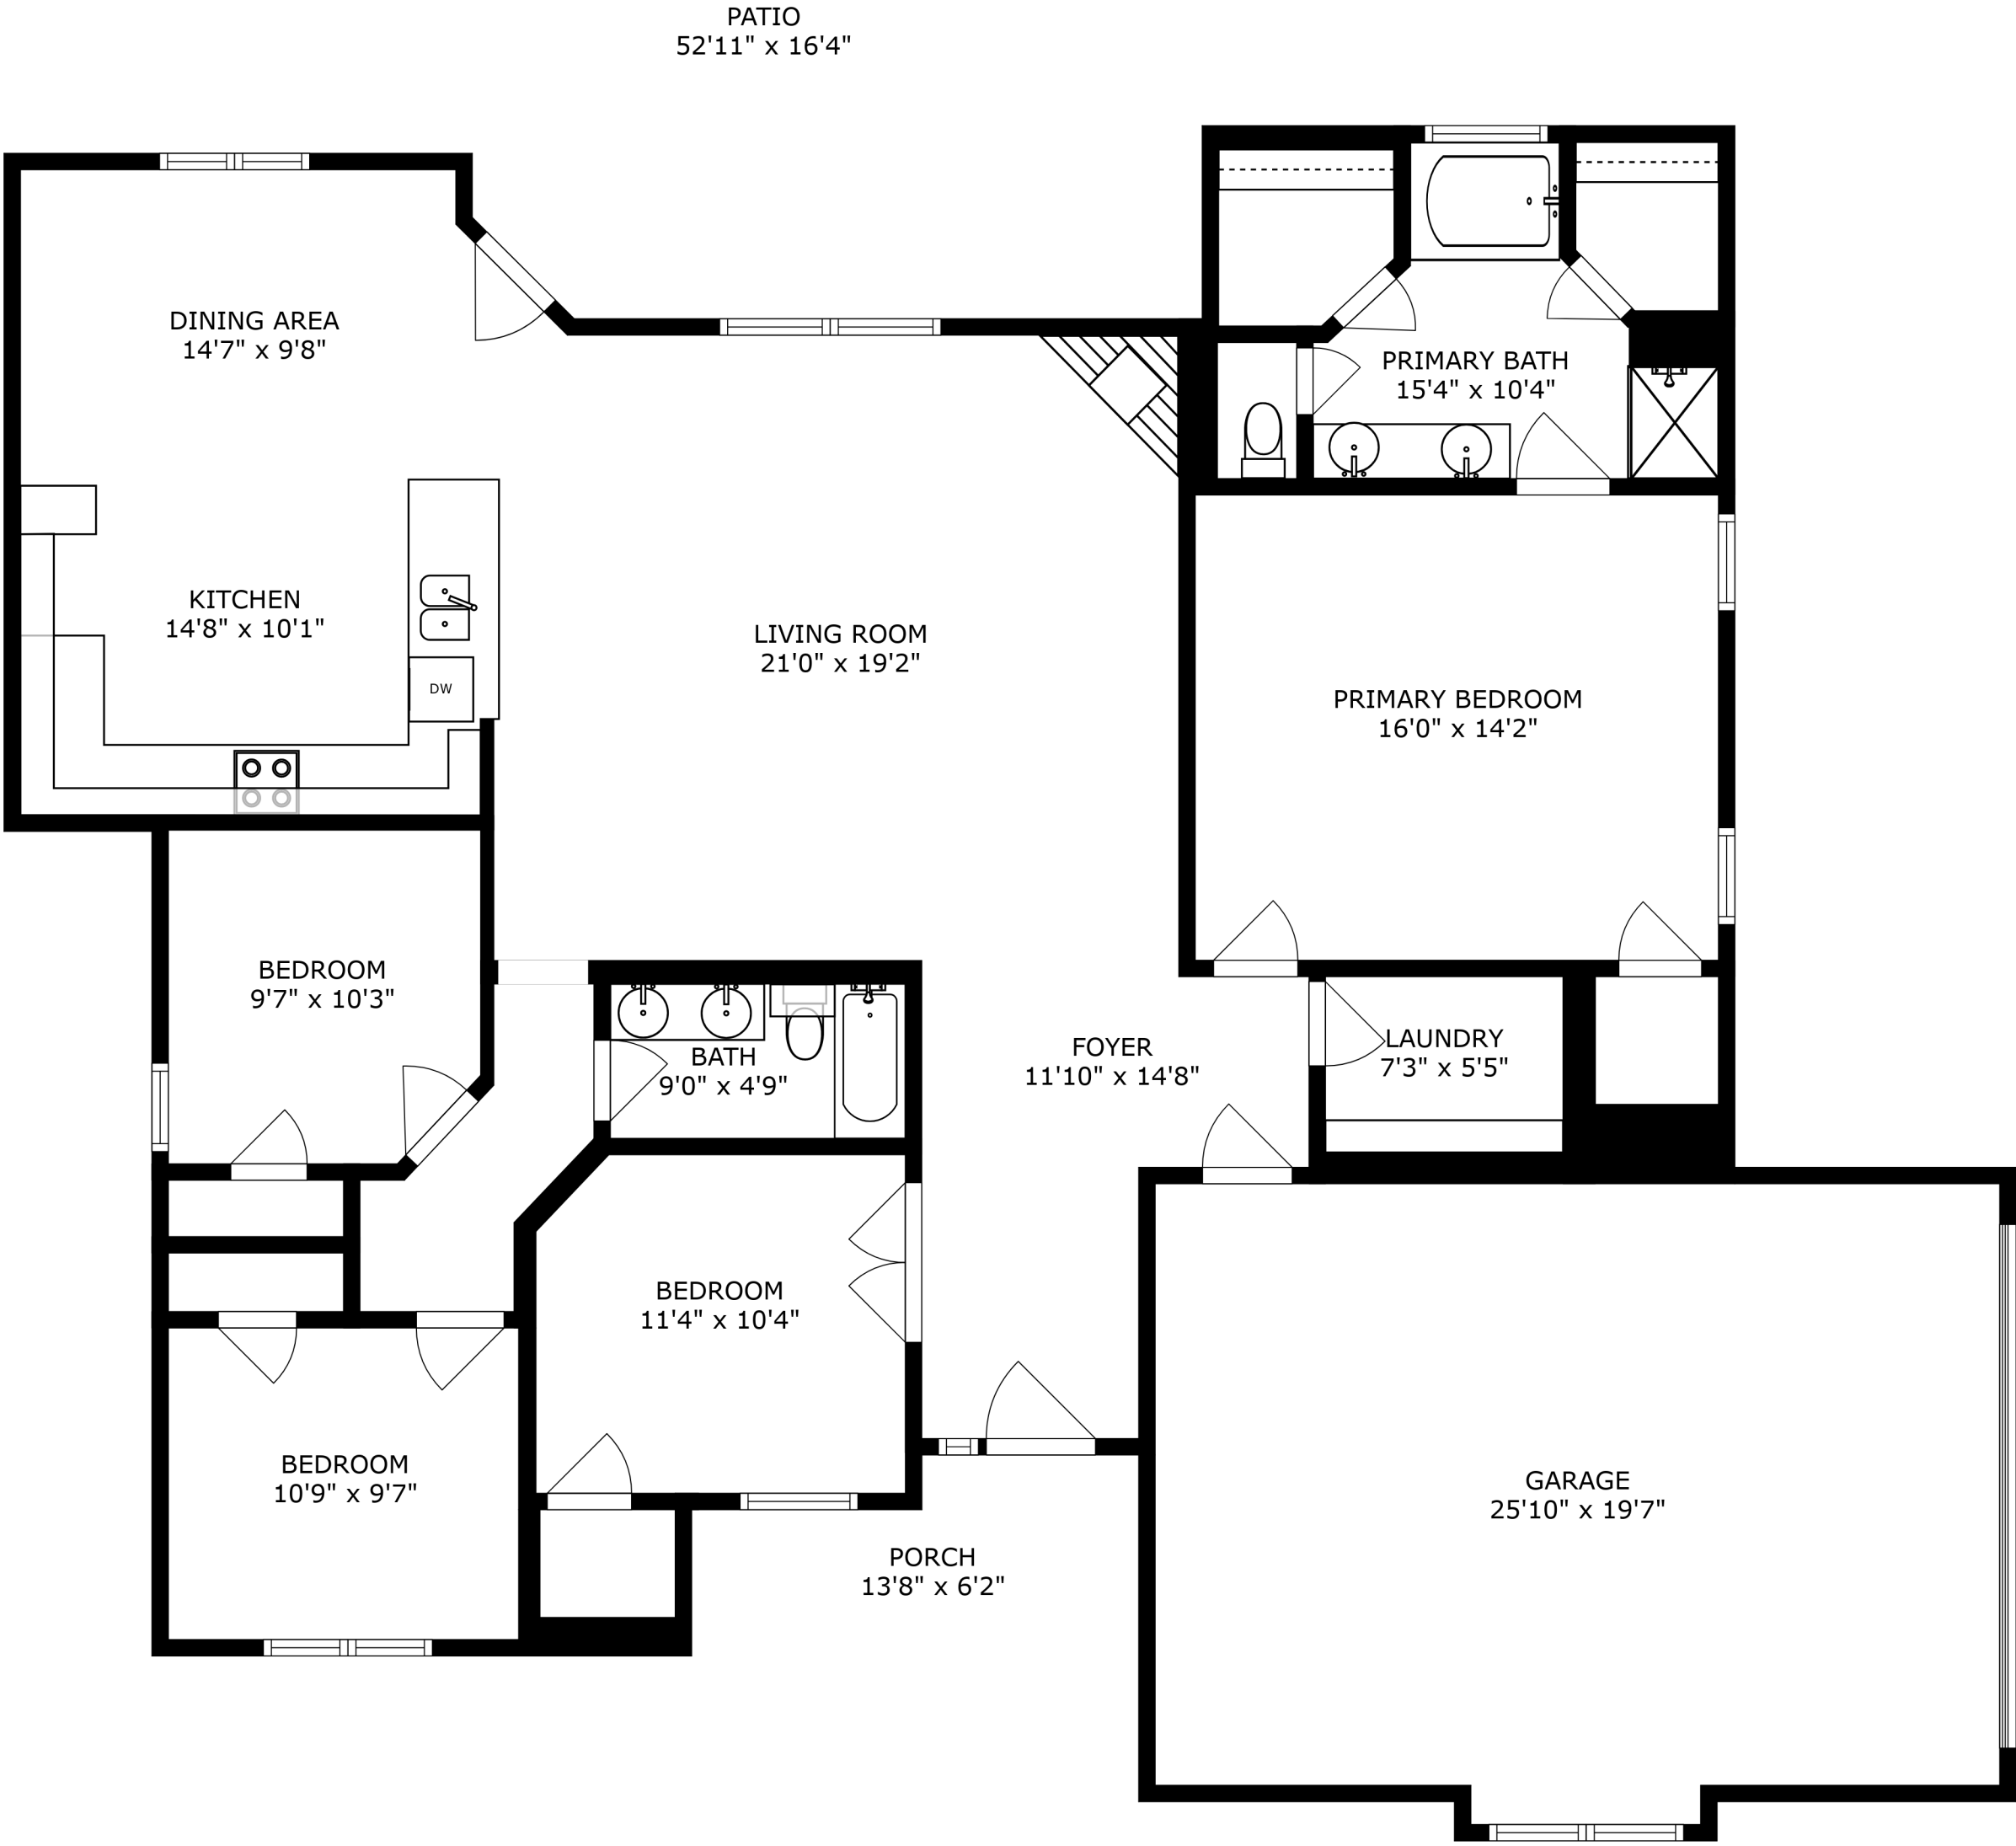 PATIO
52'11" x 16'4"
DINING AREA
14'7" x 9'8"
PRIMARY BATH
15'4" x 10'4"
KITCHEN
14'8" x 10'1"
LIVING ROOM
21'0" x 19'2"
DW
PRIMARY BEDROOM
16'0" x 14'2"
BEDROOM
9'7" x 10'3"
BATH
9'0" x 4'9"
FOYER
11'10" x 14'8"
LAUNDRY
7'3" x 5'5"
BEDROOM
11'4" x 10'4"
BEDROOM
10'9" x 9'7"
GARAGE
25'10" x 19'7"
PORCH
13'8" x 6'2"